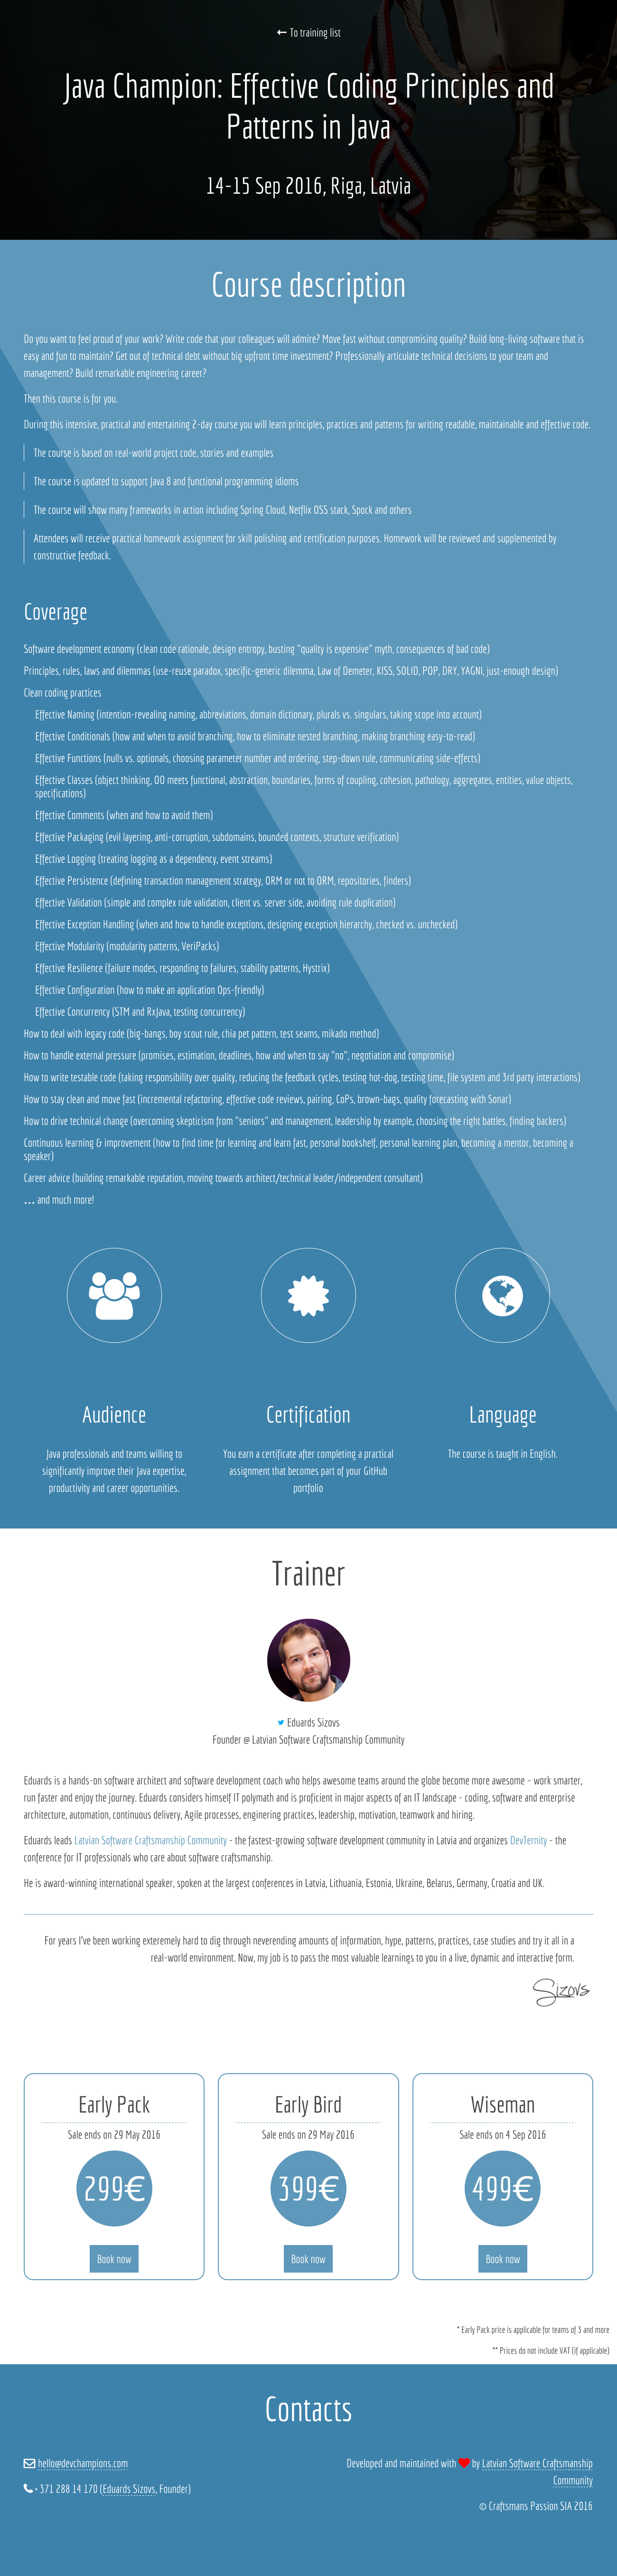 To training list
Java Champion: Effective Coding Principles and
Patterns in Java
14-15 Sep 2016, Riga, Latvia
Course description
Do you want to feel proud of your work? Write code that your colleagues will admire? Move fast without compromising quality? Build long-living software that is
easy and fun to maintain? Get out of technical debt without big upfront time investment? Professionally articulate technical decisions to your team and
management? Build remarkable engineering career?
Then this course is for you.
During this intensive, practical and entertaining 2-day course you will learn principles, practices and patterns for writing readable, maintainable and effective code.
The course is based on real-world project code, stories and examples
The course is updated to support Java 8 and functional programming idioms
The course will show many frameworks in action including Spring Cloud, Netflix OSS stack, Spock and others
Attendees will receive practical homework assignment for skill polishing and certification purposes. Homework will be reviewed and supplemented by
constructive feedback.
Coverage
Software development economy (clean code rationale, design entropy, busting "quality is expensive" myth, consequences of bad code)
Principles, rules, laws and dilemmas (use-reuse paradox, specific-generic dilemma, Law of Demeter, KISS, SOLID, POP, DRY, YAGNI, just-enough design)
Clean coding practices
Effective Naming (intention-revealing naming, abbreviations, domain dictionary, plurals vs. singulars, taking scope into account)
Effective Conditionals (how and when to avoid branching, how to eliminate nested branching, making branching easy-to-read)
Effective Functions (nulls vs. optionals, choosing parameter number and ordering, step-down rule, communicating side-effects)
Effective Classes (object thinking, OO meets functional, abstraction, boundaries, forms of coupling, cohesion, pathology, aggregates, entities, value objects,
specifications)
Effective Comments (when and how to avoid them)
Effective Packaging (evil layering, anti-corruption, subdomains, bounded contexts, structure verification)
Effective Logging (treating logging as a dependency, event streams)
Effective Persistence (defining transaction management strategy, ORM or not to ORM, repositories, finders)
Effective Validation (simple and complex rule validation, client vs. server side, avoiding rule duplication)
Effective Exception Handling (when and how to handle exceptions, designing exception hierarchy, checked vs. unchecked)
Effective Modularity (modularity patterns, VeriPacks)
Effective Resilience (failure modes, responding to failures, stability patterns, Hystrix)
Effective Configuration (how to make an application Ops-friendly)
Effective Concurrency (STM and RxJava, testing concurrency)
How to deal with legacy code (big-bangs, boy scout rule, chia pet pattern, test seams, mikado method)
How to handle external pressure (promises, estimation, deadlines, how and when to say "no", negotiation and compromise)
How to write testable code (taking responsibility over quality, reducing the feedback cycles, testing hot-dog, testing time, file system and 3rd party interactions)
How to stay clean and move fast (incremental refactoring, effective code reviews, pairing, CoPs, brown-bags, quality forecasting with Sonar)
How to drive technical change (overcoming skepticism from "seniors" and management, leadership by example, choosing the right battles, finding backers)
Continuous learning & improvement (how to find time for learning and learn fast, personal bookshelf, personal learning plan, becoming a mentor, becoming a
speaker)
Career advice (building remarkable reputation, moving towards architect/technical leader/independent consultant)
... and much more!
Audience
Java professionals and teams willing to
significantly improve their Java expertise,
productivity and career opportunities.
Certification
You earn a certificate after completing a practical
assignment that becomes part of your GitHub
portfolio
Language
The course is taught in English.
Trainer
Eduards Sizovs
Founder @ Latvian Software Craftsmanship Community
Eduards is a hands-on software architect and software development coach who helps awesome teams around the globe become more awesome - work smarter,
run faster and enjoy the journey. Eduards considers himself IT polymath and is proficient in major aspects of an IT landscape - coding, software and enterprise
architecture, automation, continuous delivery, Agile processes, enginering practices, leadership, motivation, teamwork and hiring.
Eduards leads Latvian Software Craftsmanship Community - the fastest-growing software development community in Latvia and organizes DevTernity - the
conference for IT professionals who care about software craftsmanship.
He is award-winning international speaker, spoken at the largest conferences in Latvia, Lithuania, Estonia, Ukraine, Belarus, Germany, Croatia and UK.
For years I've been working exteremely hard to dig through neverending amounts of information, hype, patterns, practices, case studies and try it all in a
real-world environment. Now, my job is to pass the most valuable learnings to you in a live, dynamic and interactive form.
Sizovs
Early Pack
Sale ends on 29 May 2016
299€
Book now
Early Bird
Sale ends on 29 May 2016
399€
Book now
Wiseman
Sale ends on 4 Sep 2016
499€
Book now
* Early Pack price is applicable for teams of 3 and more
** Prices do not include VAT (if applicable)
Contacts
hello@devchampions.com
+ 371 288 14 170 (Eduards Sizovs, Founder)
Developed and maintained with by Latvian Software Craftsmanship
Community
© Craftsmans Passion SIA 2016